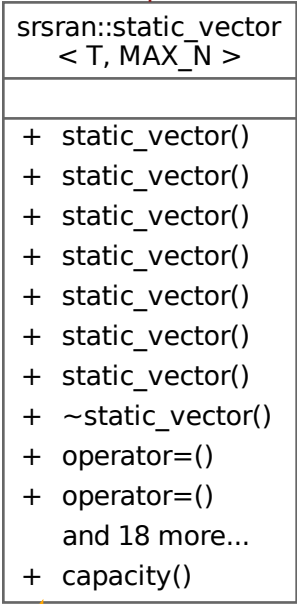 srsran::static_vector
< T, MAX_N >
+ static_vector()
+ static_vector()
+ static_vector()
+ static_vector()
+ static_vector()
+ static_vector()
+ static_vector()
+ ~static_vector()
+ operator=()
+ operator=()
and 18 more...
+ capacity()